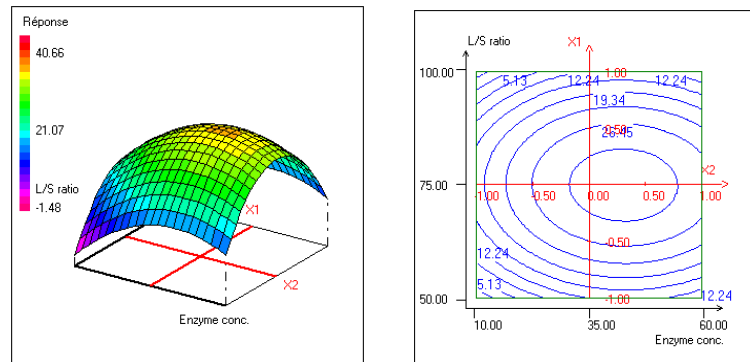 Réponse
40.66
21.07
L/S ratio
-1.48
X1
X2
Enzyme conc.
L/S ratio
X1
100.00
5.13
12.24
1.00
12.24
19.34
0.50
26.45
X2
75.00
-1.00
-0.50
0.00
0.50
1.00
-0.50
12.24
5.13
50.00
-1.00
12.24
10.00
35.00
60.00
Enzyme conc.